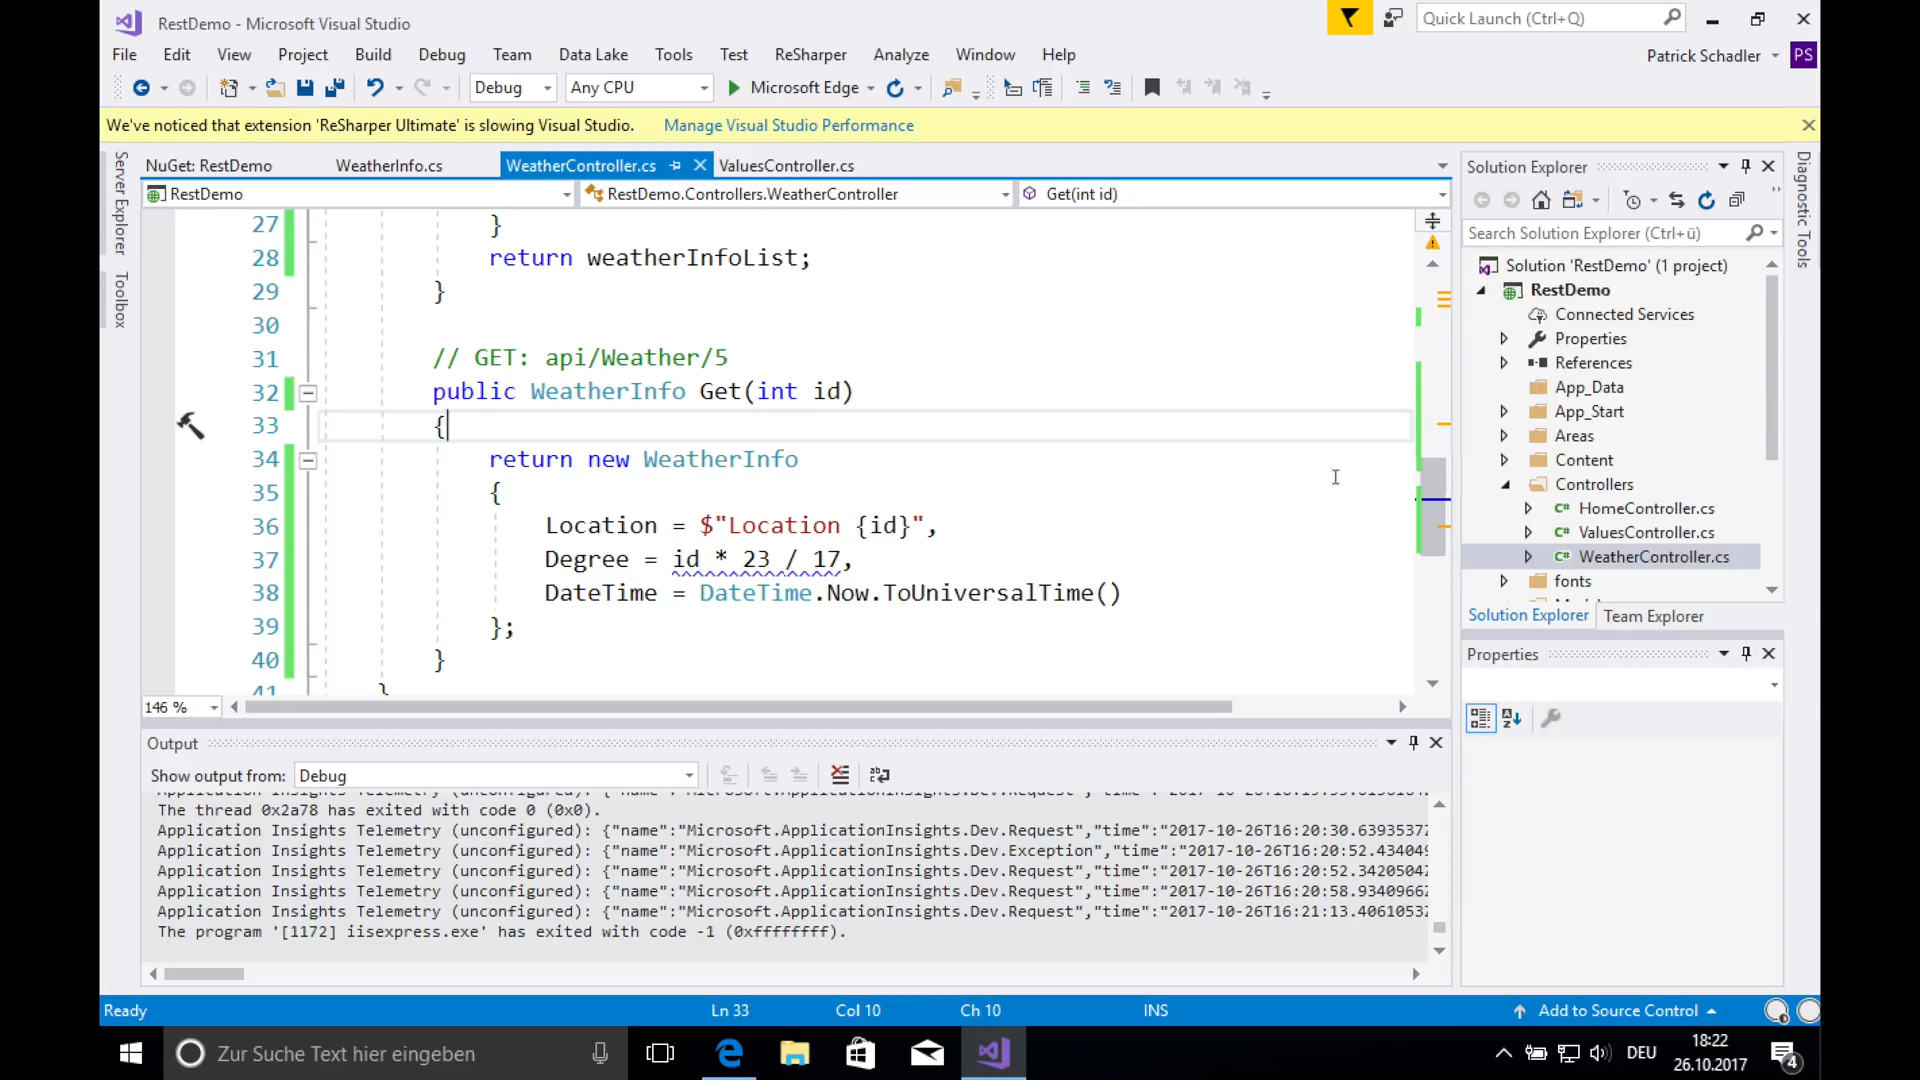 RestDemo - Microsoft Visual Studio
Quick Launch (Ctrl+Q)
File Edit View Project Build Debug Team Data Lake Tools Test ReSharper Analyze Window Help
Patrick Schadler PS
Debug Any CPU Microsoft Edge
We've noticed that extension 'ReSharper Ultimate' is slowing Visual Studio. Manage Visual Studio Performance
Server Explorer
Toolbox
NuGet: RestDemo WeatherInfo.cs WeatherController.cs ValuesController.cs
RestDemo RestDemo.Controllers.WeatherController Get(int id)
27 }
28 return weatherInfoList;
29 }
30
31 // GET: api/Weather/5
32 public WeatherInfo Get(int id)
33 {
34 return new WeatherInfo
35 {
36 Location = $"Location {id}",
37 Degree = id * 23 / 17,
38 DateTime = DateTime.Now.ToUniversalTime()
39 };
40 }
41 }
146 %
Output
Show output from: Debug
The thread 0x2a78 has exited with code 0 (0x0).
Application Insights Telemetry (unconfigured): {"name":"Microsoft.ApplicationInsights.Dev.Request","time":"2017-10-26T16:20:30.6393537
Application Insights Telemetry (unconfigured): {"name":"Microsoft.ApplicationInsights.Dev.Exception","time":"2017-10-26T16:20:52.434049
Application Insights Telemetry (unconfigured): {"name":"Microsoft.ApplicationInsights.Dev.Request","time":"2017-10-26T16:20:52.3420504
Application Insights Telemetry (unconfigured): {"name":"Microsoft.ApplicationInsights.Dev.Request","time":"2017-10-26T16:20:58.9340966
Application Insights Telemetry (unconfigured): {"name":"Microsoft.ApplicationInsights.Dev.Request","time":"2017-10-26T16:21:13.4061053
The program '[1172] iisexpress.exe' has exited with code -1 (0xffffffff).
Solution Explorer
Search Solution Explorer (Ctrl+ü)
Solution 'RestDemo' (1 project)
RestDemo
Connected Services
Properties
References
App_Data
App_Start
Areas
Content
Controllers
C# HomeController.cs
C# ValuesController.cs
C# WeatherController.cs
fonts
Solution Explorer Team Explorer
Properties
Diagnostic Tools
Ready Ln 33 Col 10 Ch 10 INS Add to Source Control
Zur Suche Text hier eingeben
DEU
18:22
26.10.2017
4